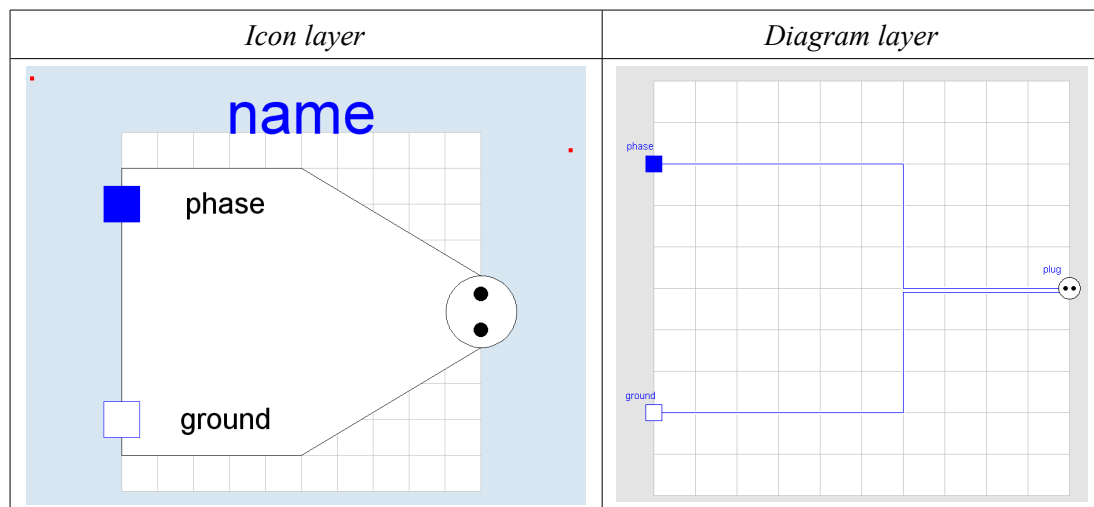 Icon layer
Diagram layer
name
phase
ground
phase
plug
ground